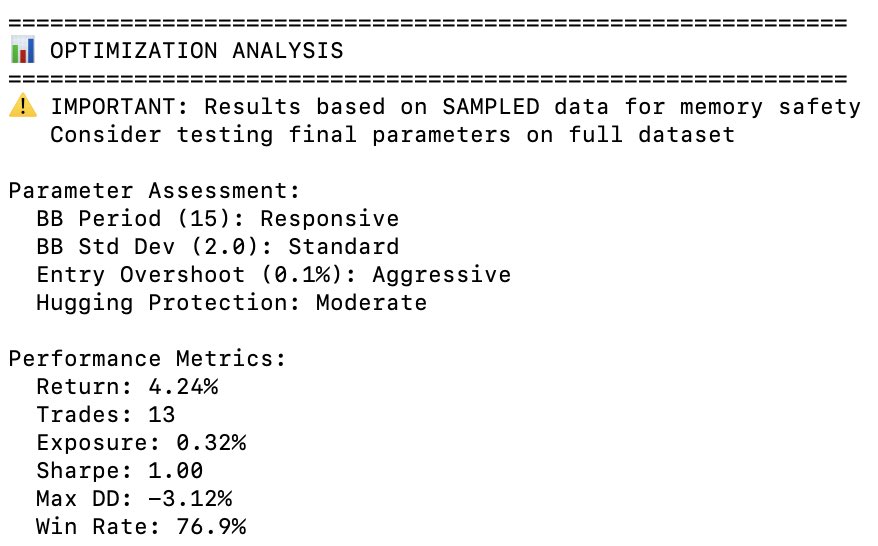 ============================================================
📊 OPTIMIZATION ANALYSIS
============================================================
⚠️ IMPORTANT: Results based on SAMPLED data for memory safety
Consider testing final parameters on full dataset
Parameter Assessment:
BB Period (15): Responsive
BB Std Dev (2.0): Standard
Entry Overshoot (0.1%): Aggressive
Hugging Protection: Moderate
Performance Metrics:
Return: 4.24%
Trades: 13
Exposure: 0.32%
Sharpe: 1.00
Max DD: -3.12%
Win Rate: 76.9%